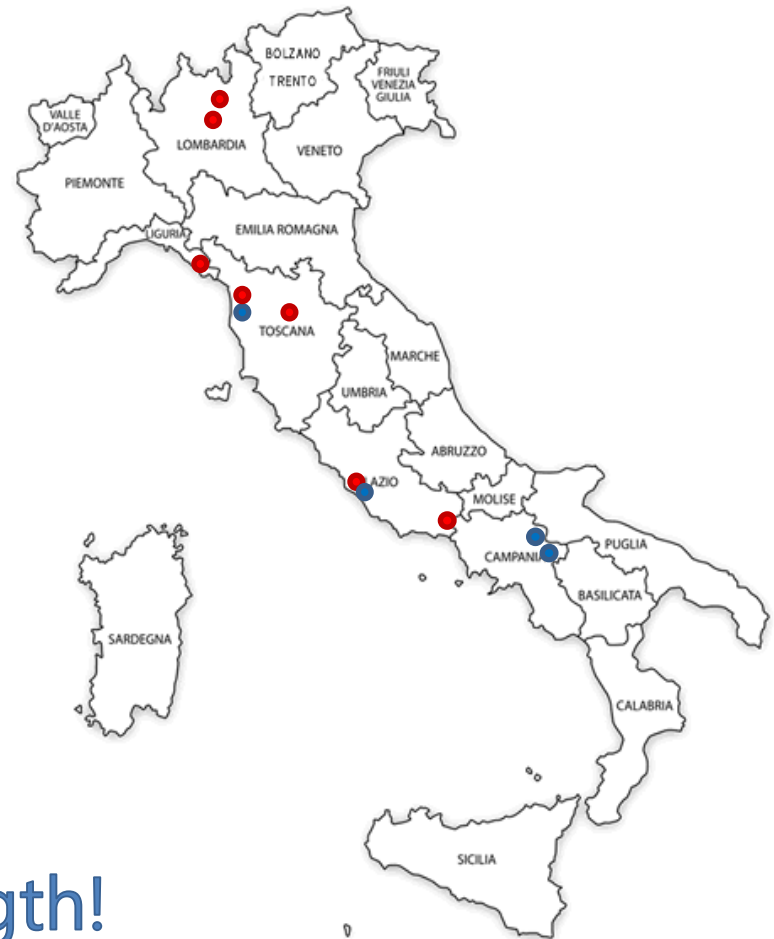 BOLZANO
TRENTO
FRIULI
VENEZIA
GIULIA
VALLE
D'AOSTA
LOMBARDIA
VENETO
PIEMONTE
LIGURIA
EMILIA ROMAGNA
TOSCANA
MARCHE
UMBRIA
ABRUZZO
AZIO
MOLISE
CAMPANIA
PUGLIA
BASILICATA
SARDEGNA
CALABRIA
SICILIA
gth!